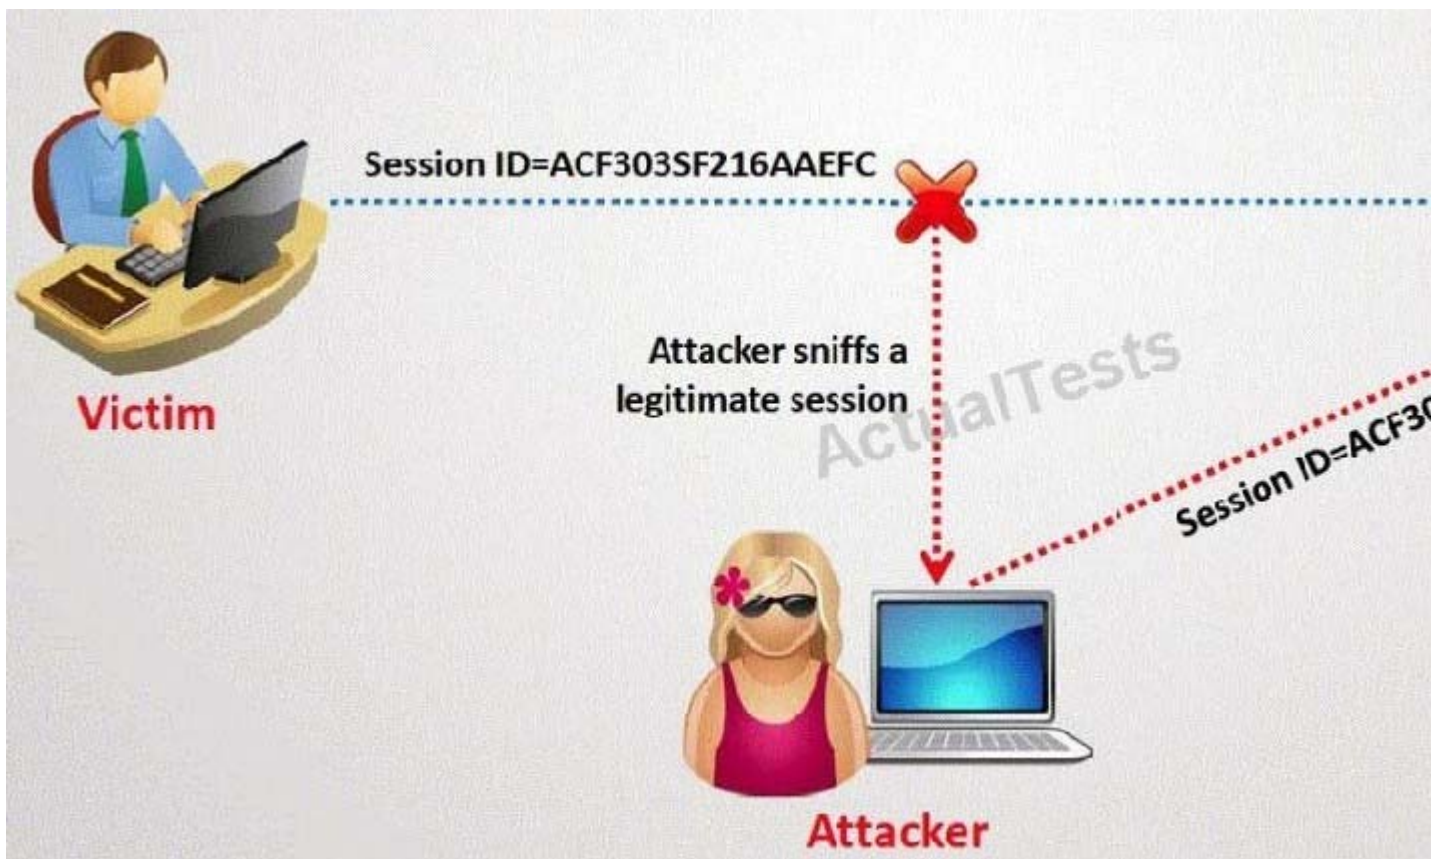 Session ID=ACF303SF216AAEFC
Attacker sniffs a
legitimate session
Victim
ActualTests
Session ID=ACF30
Attacker